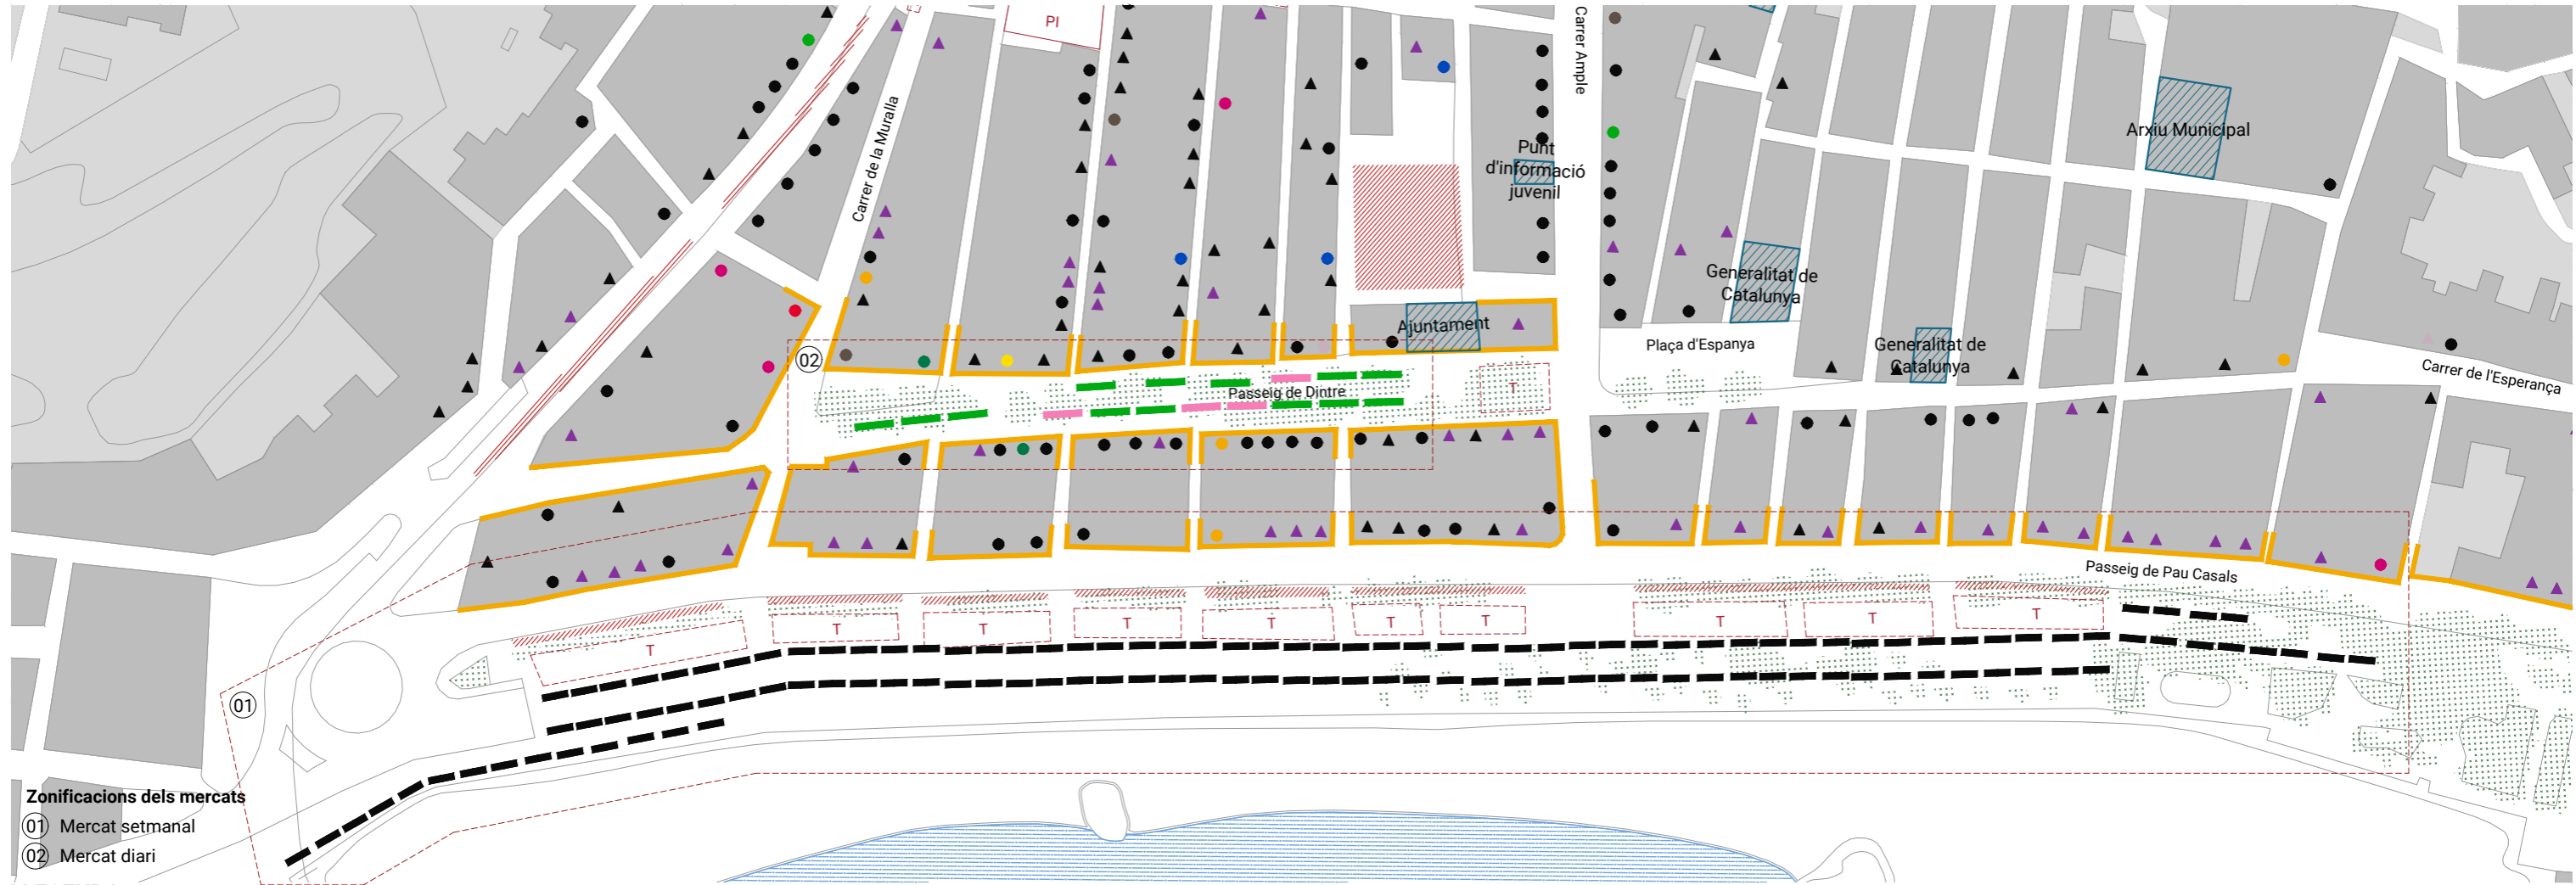 PI
Carrer Ample
Carrer de la Muralla
Punt
d'informació
juvenil
Arxiu Municipal
Generalitat de
Catalunya
Ajuntament
Plaça d'Espanya
Generalitat de
Catalunya
Carrer de l'Esperança
02
Passeig de Dintre
T
Passeig de Pau Casals
T
T
T
T
T
T
T
T
T
T
01
Zonificacions dels mercats
01 Mercat setmanal
02 Mercat diari